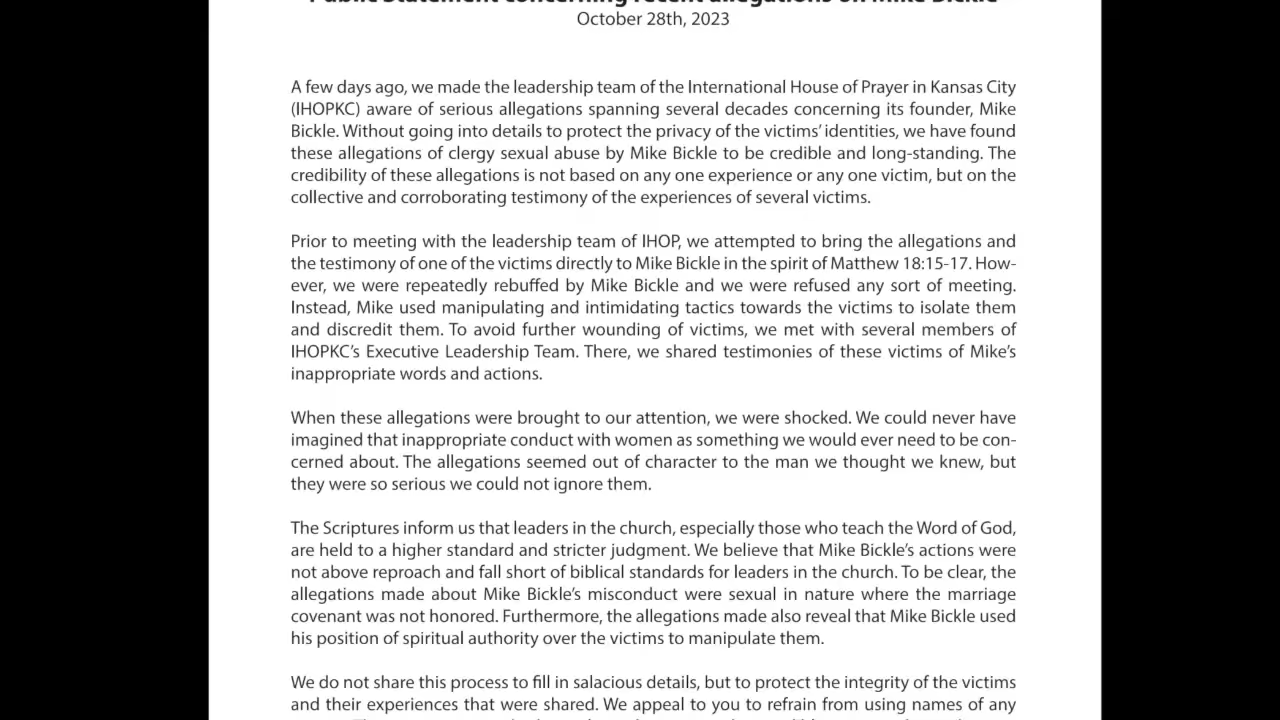 Public Statement concerning recent allegations on Mike Bickle
October 28th, 2023
A few days ago, we made the leadership team of the International House of Prayer in Kansas City
(IHOPKC) aware of serious allegations spanning several decades concerning its founder, Mike
Bickle. Without going into details to protect the privacy of the victims' identities, we have found
these allegations of clergy sexual abuse by Mike Bickle to be credible and long-standing. The
credibility of these allegations is not based on any one experience or any one victim, but on the
collective and corroborating testimony of the experiences of several victims.
Prior to meeting with the leadership team of IHOP, we attempted to bring the allegations and
the testimony of one of the victims directly to Mike Bickle in the spirit of Matthew 18:15-17. How-
ever, we were repeatedly rebuffed by Mike Bickle and we were refused any sort of meeting.
Instead, Mike used manipulating and intimidating tactics towards the victims to isolate them
and discredit them. To avoid further wounding of victims, we met with several members of
IHOPKC's Executive Leadership Team. There, we shared testimonies of these victims of Mike's
inappropriate words and actions.
When these allegations were brought to our attention, we were shocked. We could never have
imagined that inappropriate conduct with women as something we would ever need to be con-
cerned about. The allegations seemed out of character to the man we thought we knew, but
they were so serious we could not ignore them.
The Scriptures inform us that leaders in the church, especially those who teach the Word of God,
are held to a higher standard and stricter judgment. We believe that Mike Bickle's actions were
not above reproach and fall short of biblical standards for leaders in the church. To be clear, the
allegations made about Mike Bickle's misconduct were sexual in nature where the marriage
covenant was not honored. Furthermore, the allegations made also reveal that Mike Bickle used
his position of spiritual authority over the victims to manipulate them.
We do not share this process to fill in salacious details, but to protect the integrity of the victims
and their experiences that were shared. We appeal to you to refrain from using names of any